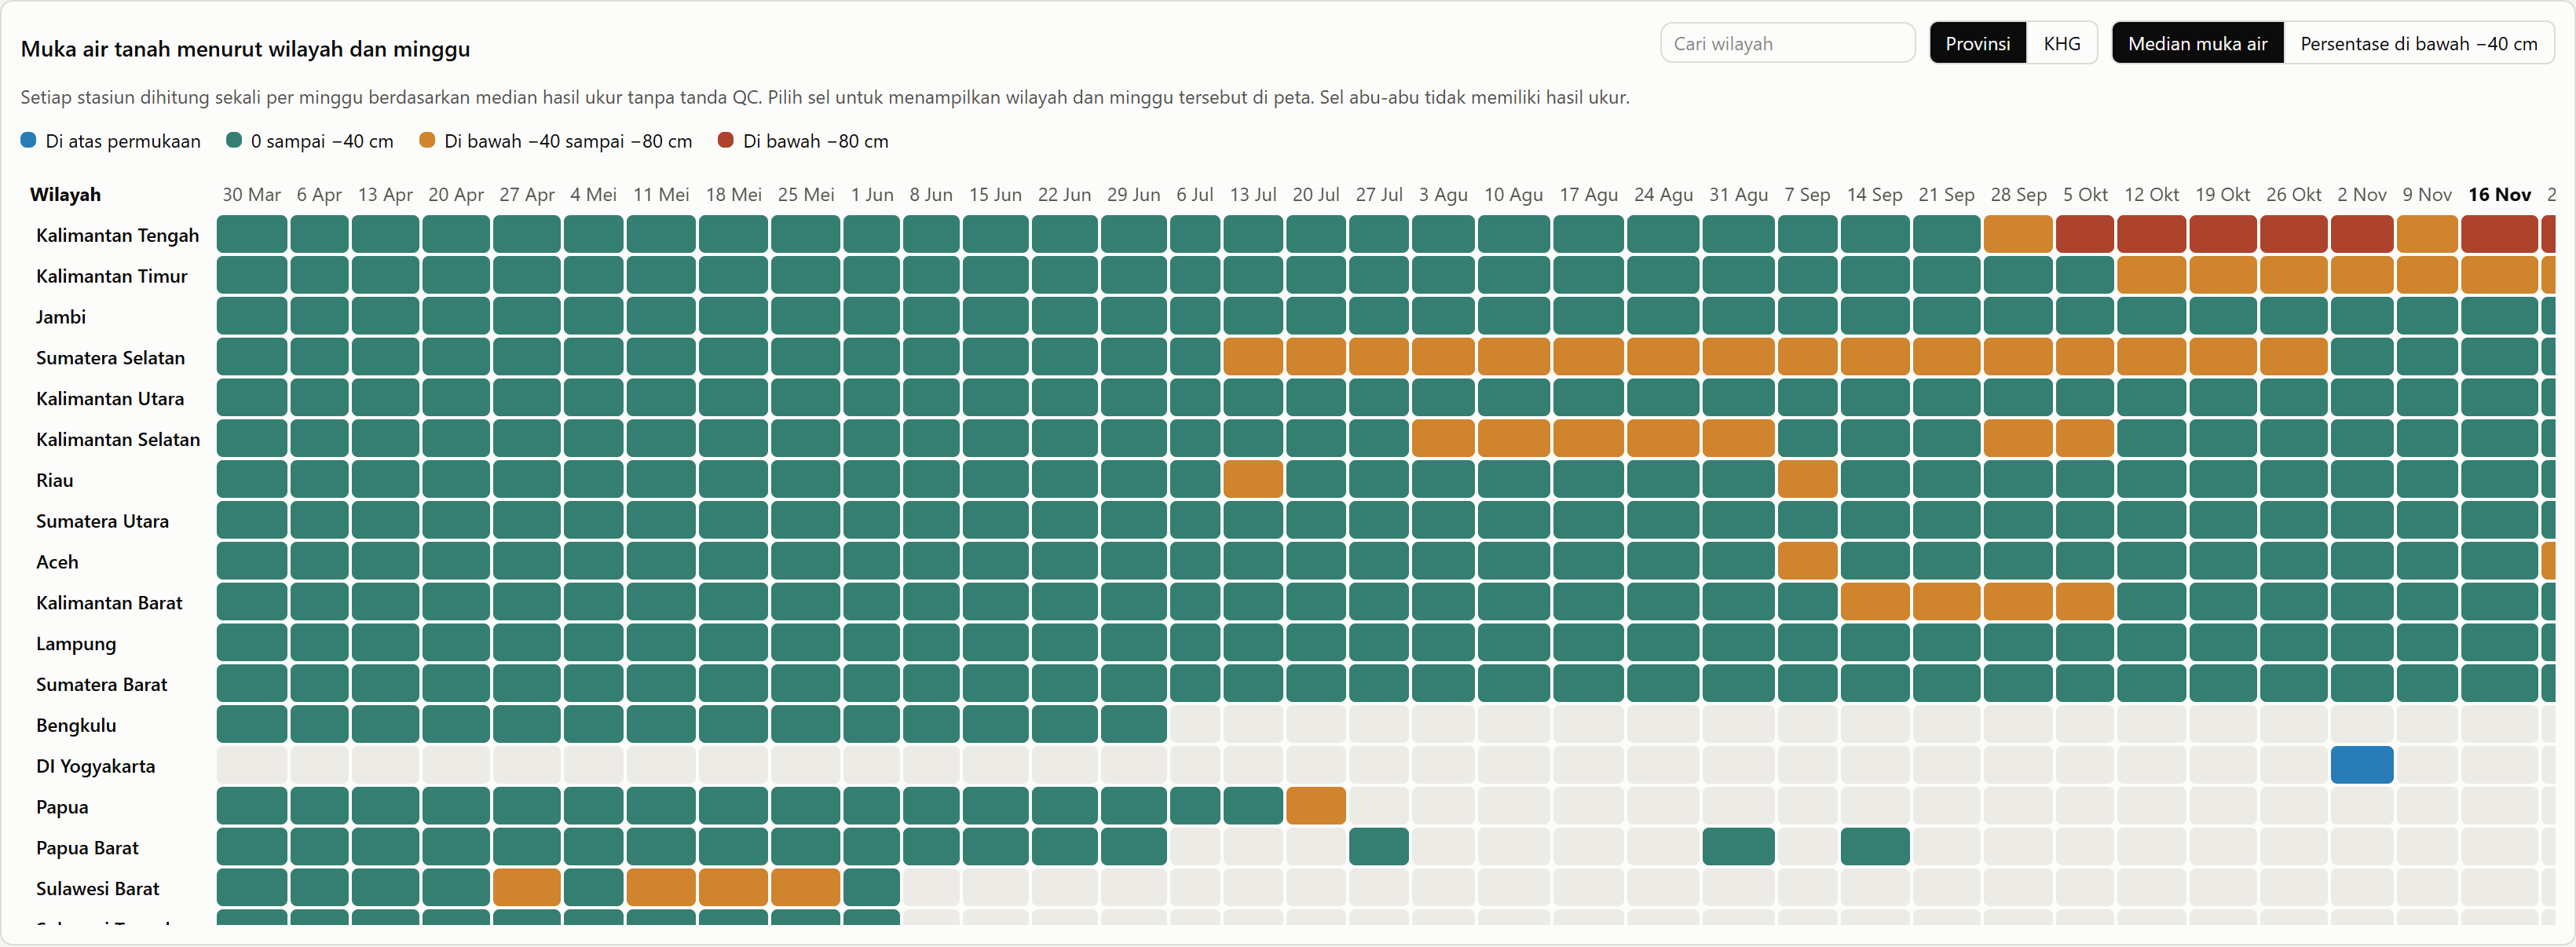 Muka air tanah menurut wilayah dan minggu
Cari wilayah
Provinsi KHG
Median muka air Persentase di bawah −40 cm
Setiap stasiun dihitung sekali per minggu berdasarkan median hasil ukur tanpa tanda QC. Pilih sel untuk menampilkan wilayah dan minggu tersebut di peta. Sel abu-abu tidak memiliki hasil ukur.
Di atas permukaan 0 sampai −40 cm Di bawah −40 sampai −80 cm Di bawah −80 cm
Wilayah 30 Mar 6 Apr 13 Apr 20 Apr 27 Apr 4 Mei 11 Mei 18 Mei 25 Mei 1 Jun 8 Jun 15 Jun 22 Jun 29 Jun 6 Jul 13 Jul 20 Jul 27 Jul 3 Agu 10 Agu 17 Agu 24 Agu 31 Agu 7 Sep 14 Sep 21 Sep 28 Sep 5 Okt 12 Okt 19 Okt 26 Okt 2 Nov 9 Nov 16 Nov 2
Kalimantan Tengah
Kalimantan Timur
Jambi
Sumatera Selatan
Kalimantan Utara
Kalimantan Selatan
Riau
Sumatera Utara
Aceh
Kalimantan Barat
Lampung
Sumatera Barat
Bengkulu
DI Yogyakarta
Papua
Papua Barat
Sulawesi Barat